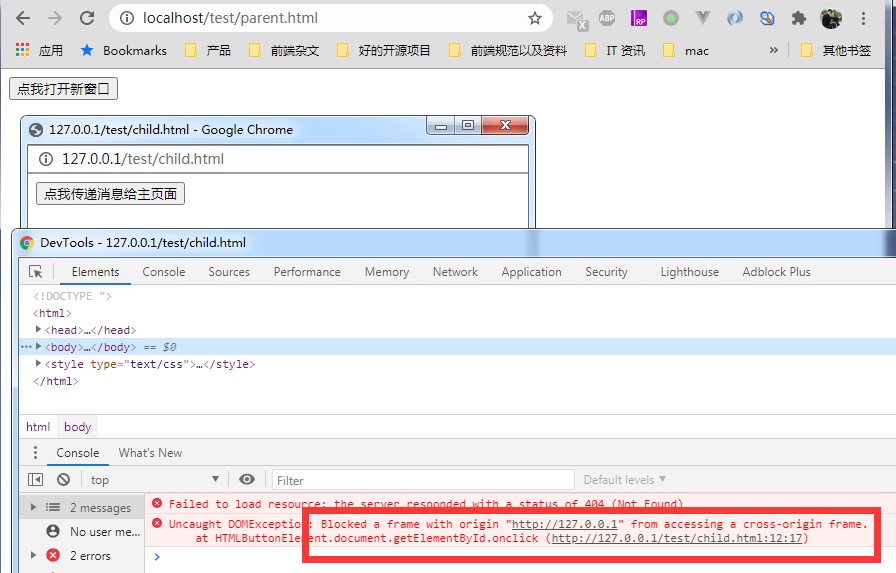 localhost/test/parent.html
ABP
RP
应用
Bookmarks
产品
前端杂文
好的开源项目
前端规范以及资料
IT 资讯
mac
»
其他书签
点我打开新窗口
127.0.0.1/test/child.html - Google Chrome
127.0.0.1/test/child.html
点我传递消息给主页面
DevTools - 127.0.0.1/test/child.html
Elements Console Sources Performance Memory Network Application Security Lighthouse Adblock Plus
<!DOCTYPE ">
<html>
<head>…</head>
<body>…</body> == $0
<style type="text/css">…</style>
</html>
html body
Console What's New
top Filter Default levels
2 messages
Failed to load resource: the server responded with a status of 404 (Not Found)
No user me...
Uncaught DOMException: Blocked a frame with origin "http://127.0.0.1" from accessing a cross-origin frame.
at HTMLButtonElement.document.getElementById.onclick (http://127.0.0.1/test/child.html:12:17)
2 errors